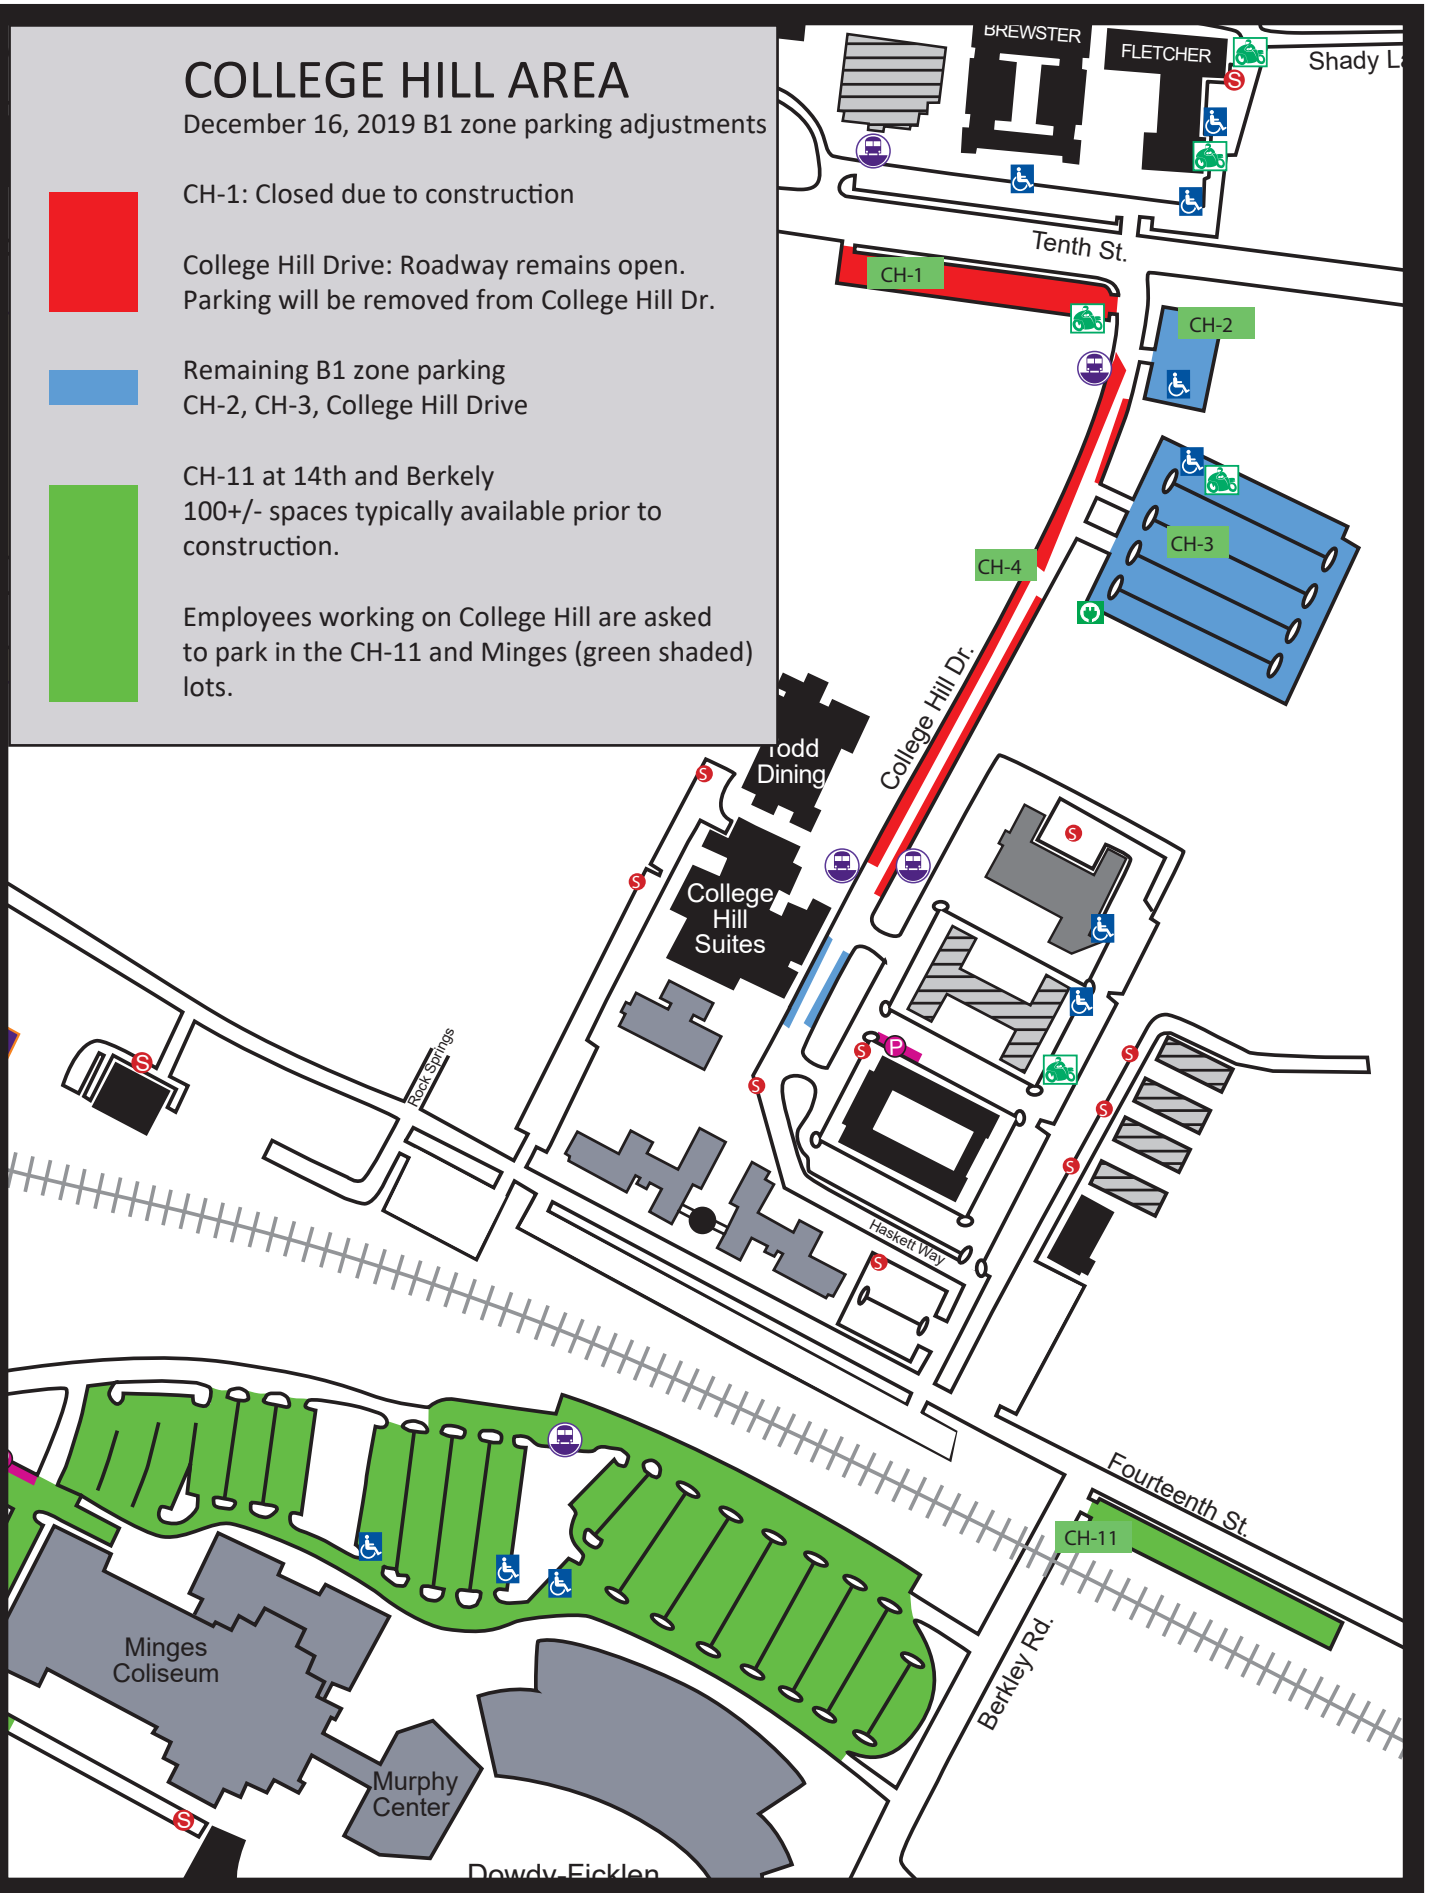 COLLEGE HILL AREA
December 16, 2019 B1 zone parking adjustments
CH-1: Closed due to construction
College Hill Drive: Roadway remains open.
Parking will be removed from College Hill Dr.
Remaining B1 zone parking
CH-2, CH-3, College Hill Drive
CH-11 at 14th and Berkely
100+/- spaces typically available prior to
construction.
Employees working on College Hill are asked
to park in the CH-11 and Minges (green shaded)
lots.
BREWSTER
FLETCHER
Shady
S
Tenth St.
CH-1
CH-2
CH-3
CH-4
College Hill Dr.
Todd
Dining
S
S
S
College
Hill
Suites
Rock Springs
S
S
P
S
S
S
S
Haskett Way
S
Fourteenth St.
CH-11
Berkley Rd.
Minges
Coliseum
Murphy
Center
S
Dowdy-Ficklen